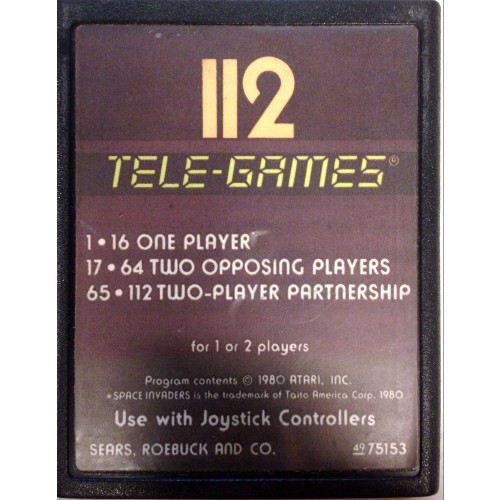 112
TELE-GAMES®
1 • 16 ONE PLAYER
17 • 64 TWO OPPOSING PLAYERS
65 • 112 TWO-PLAYER PARTNERSHIP
for 1 or 2 players
Program contents © 1980 ATARI, INC.
*SPACE INVADERS is the trademark of Taito America Corp. 1980
Use with Joystick Controllers
SEARS, ROEBUCK AND CO. 49 75153